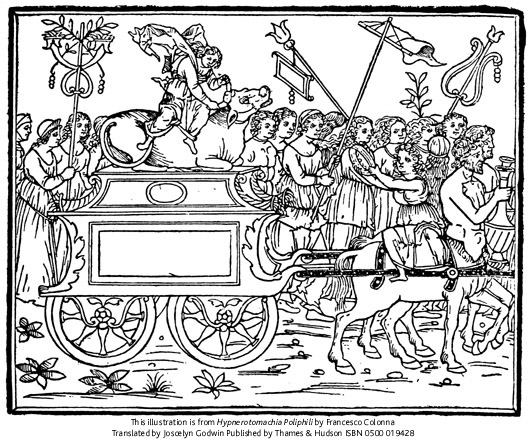 This illustration is from Hypnerotomachia Poliphili by Francesco Colonna
Translated by Joscelyn Godwin Published by Thames & Hudson ISBN 0500 019428